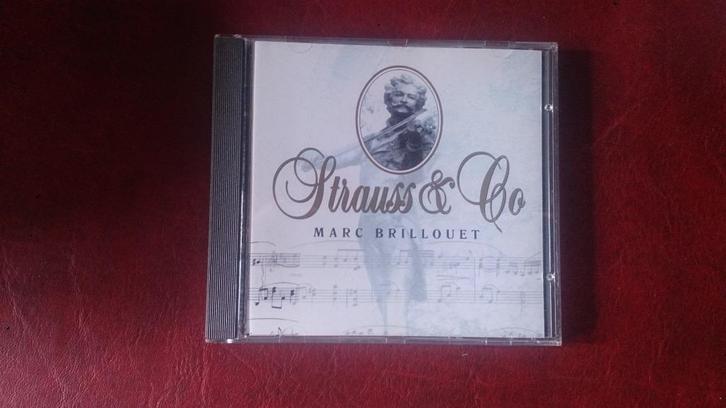 Strauss & Co
MARC BRILLOUET